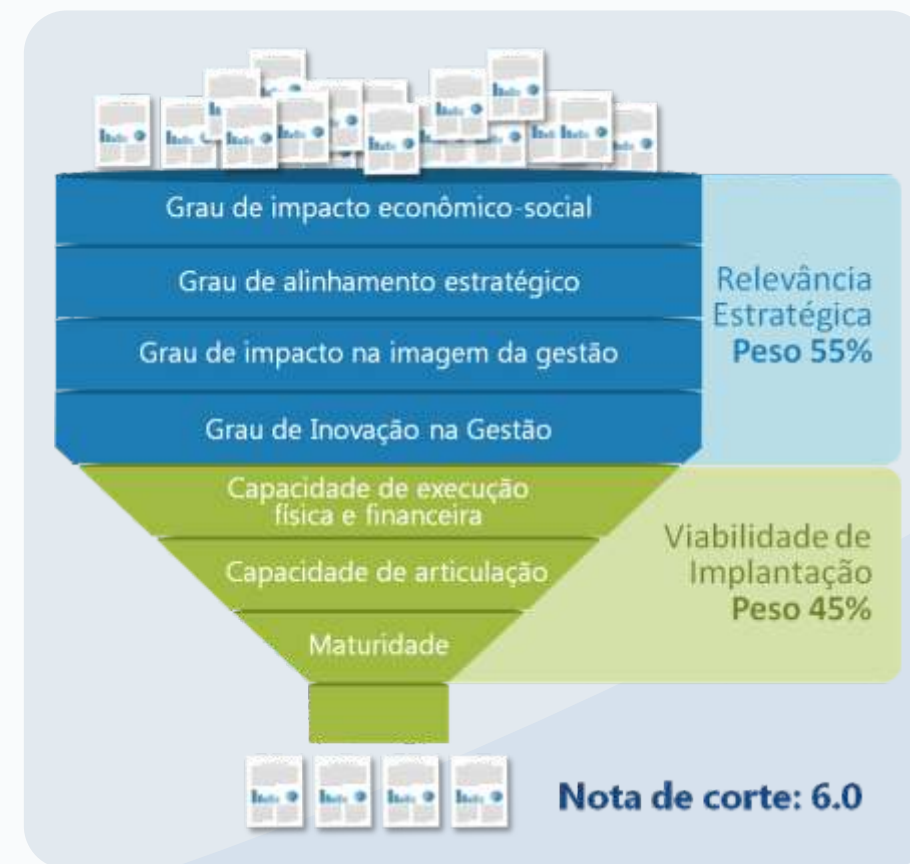 Grau de impacto econômico-social
Grau de alinhamento estratégico
Grau de impacto na imagem da gestão
Grau de Inovação na Gestão
Relevância
Estratégica
Peso 55%
Capacidade de execução
física e financeira
Capacidade de articulação
Maturidade
Viabilidade de
Implantação
Peso 45%
Nota de corte: 6.0